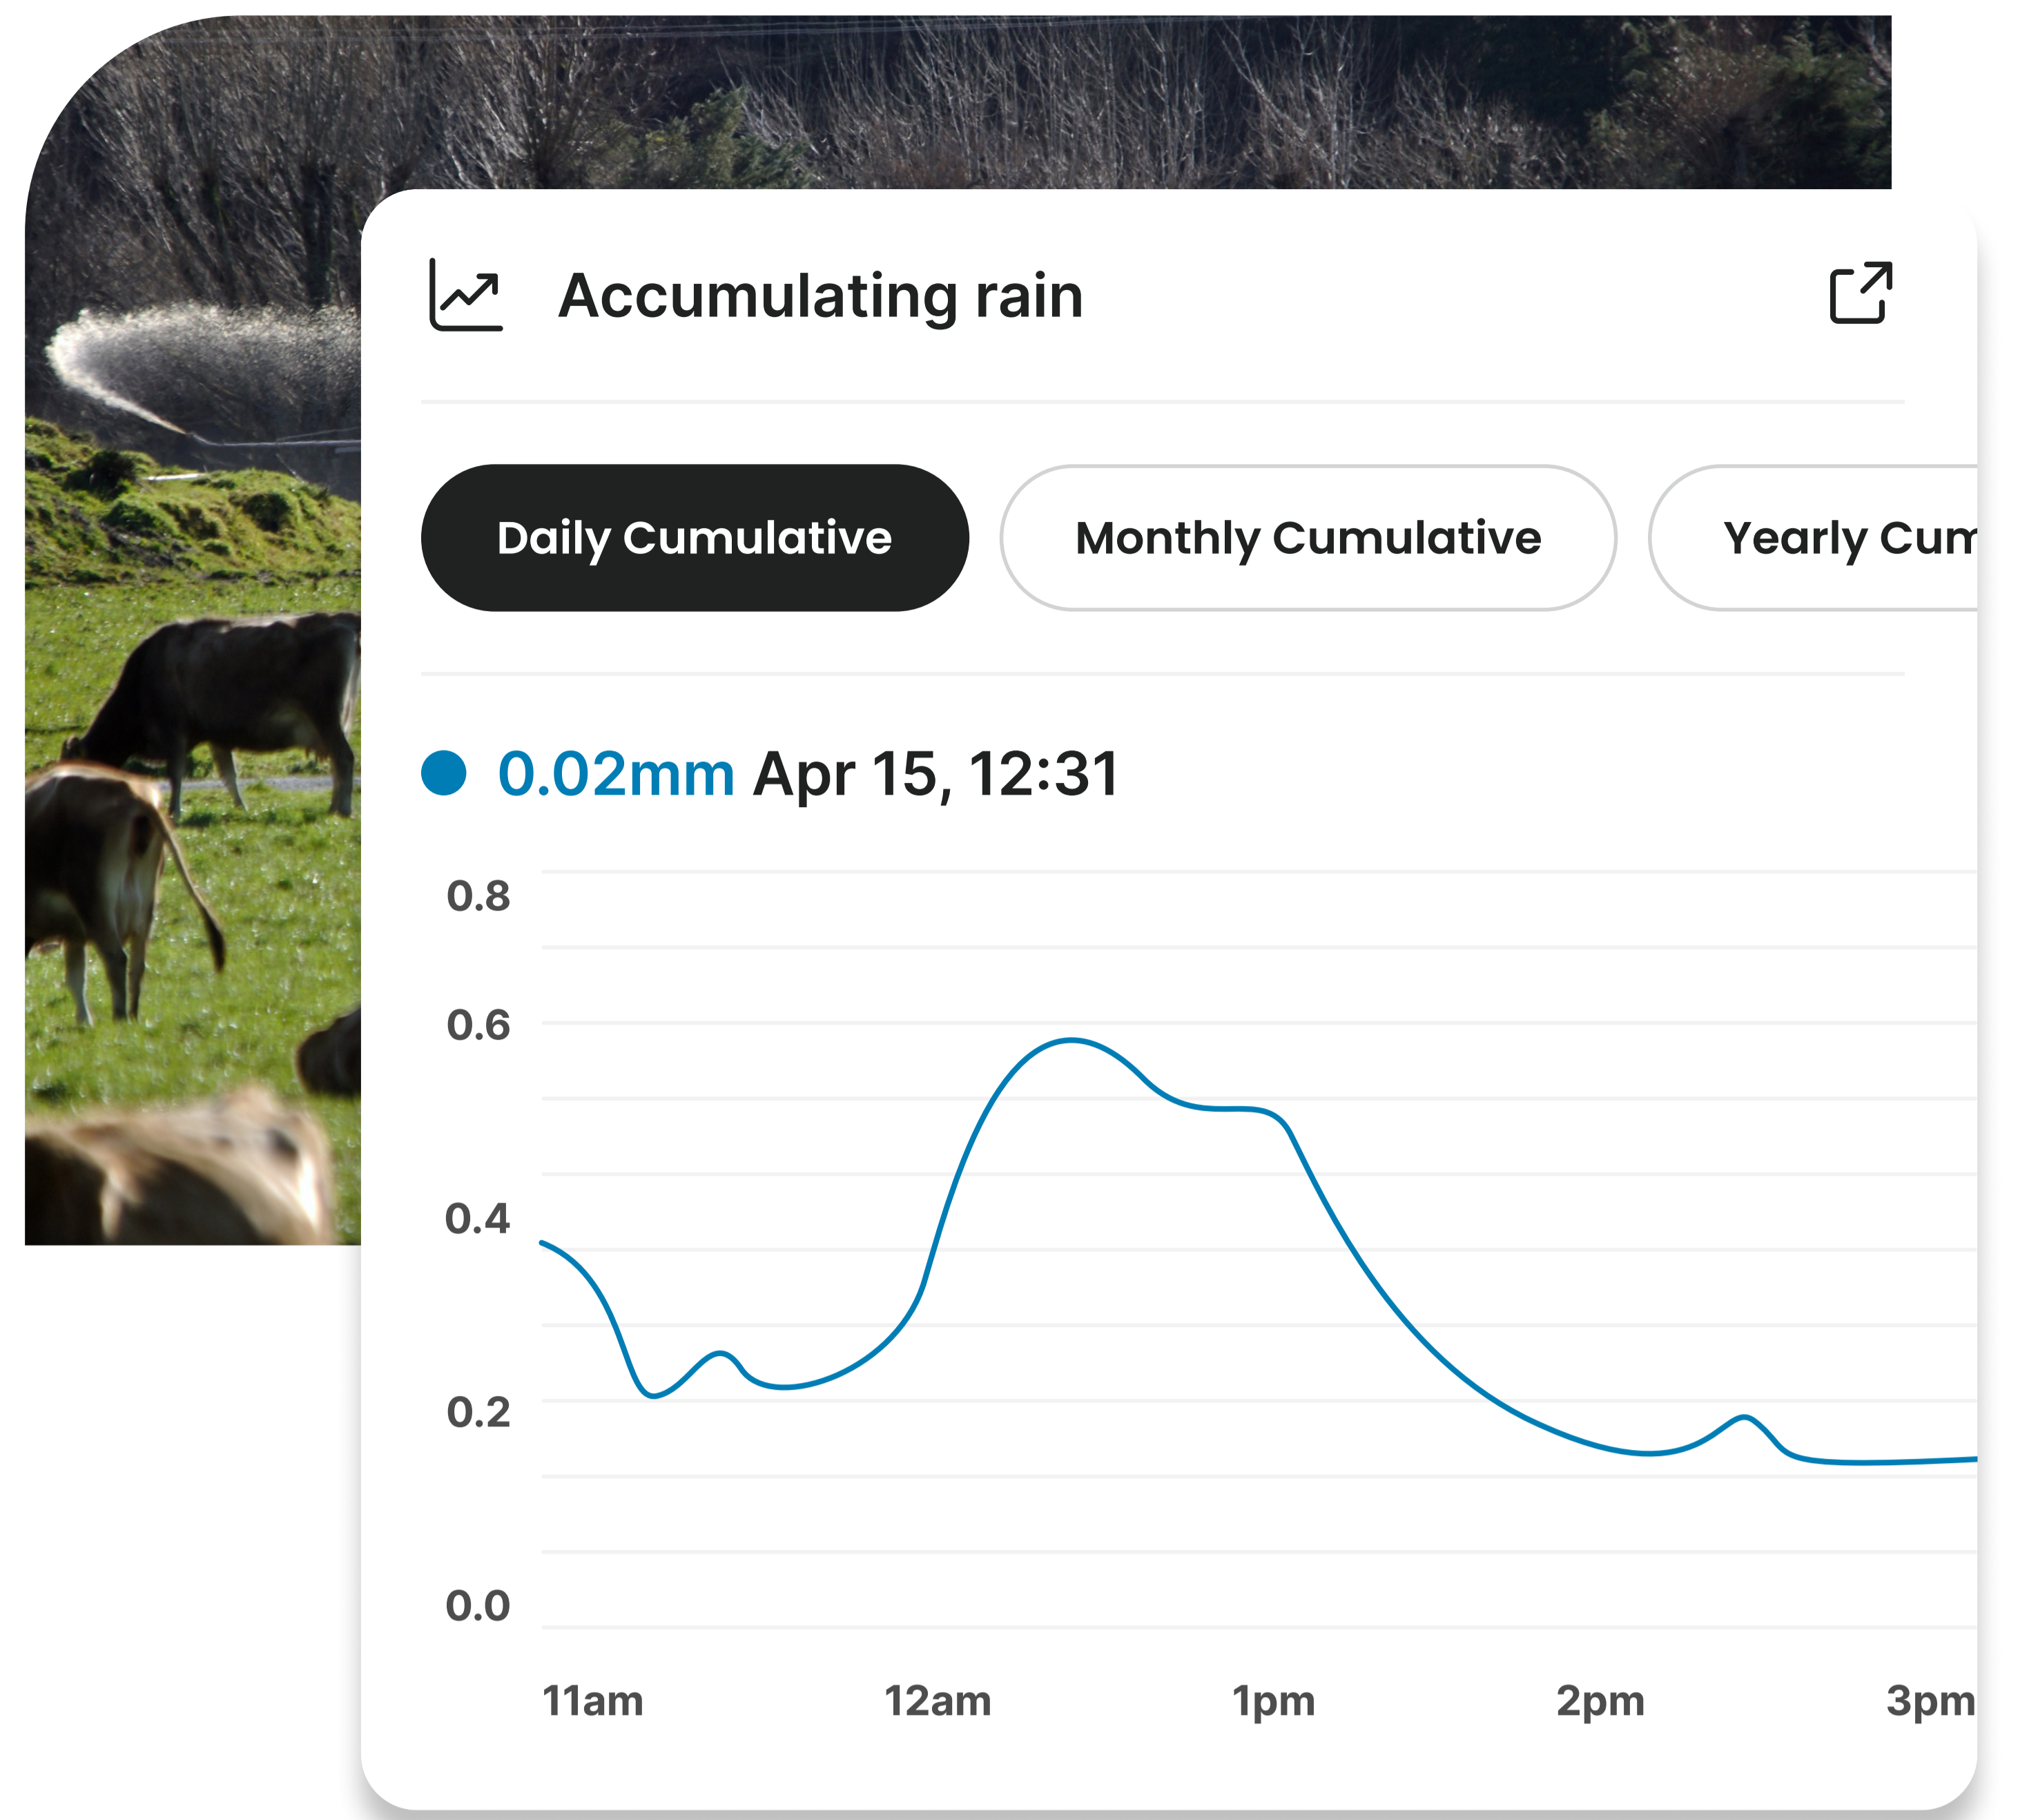 Accumulating rain
Daily Cumulative Monthly Cumulative Yearly Cum
0.02mm Apr 15, 12:31
0.8
0.6
0.4
0.2
0.0
11am 12am 1pm 2pm 3pm